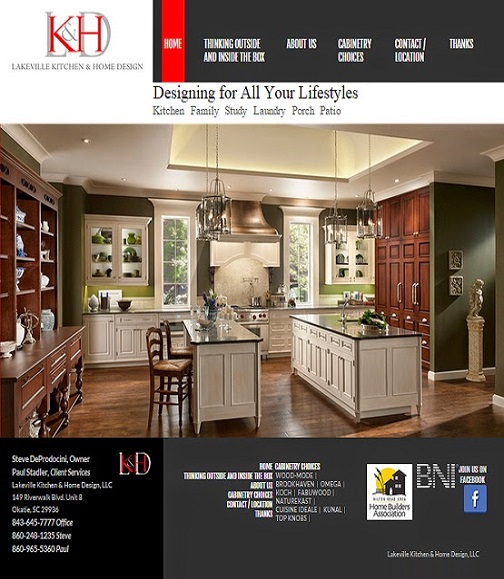 K&HD
LAKEVILLE KITCHEN & HOME DESIGN
HOME
THINKING OUTSIDE
AND INSIDE THE BOX
ABOUT US
CABINETRY
CHOICES
CONTACT /
LOCATION
THANKS
Designing for All Your Lifestyles
Kitchen Family Study Laundry Porch Patio
Steve DeProdocini, Owner
Paul Stadler, Client Services
Lakeville Kitchen & Home Design, LLC
149 Riverwalk Blvd. Unit 8
Okatie, SC 29936
843-645-7777 Office
860-248-1235 Steve
860-965-5360 Paul
HOME
THINKING OUTSIDE AND INSIDE THE BOX
ABOUT US
CABINETRY CHOICES
CONTACT / LOCATION
THANKS
CABINETRY CHOICES
WOOD-MODE |
BROOKHAVEN | OMEGA |
KOCH | FABUWOOD |
NATUREKAST |
CUISINE IDEALE | KUNAL |
TOP KNOBS |
HILTON HEAD AREA
Home Builders
Association
BNI
JOIN US ON
FACEBOOK
f
Lakeville Kitchen & Home Design, LLC.